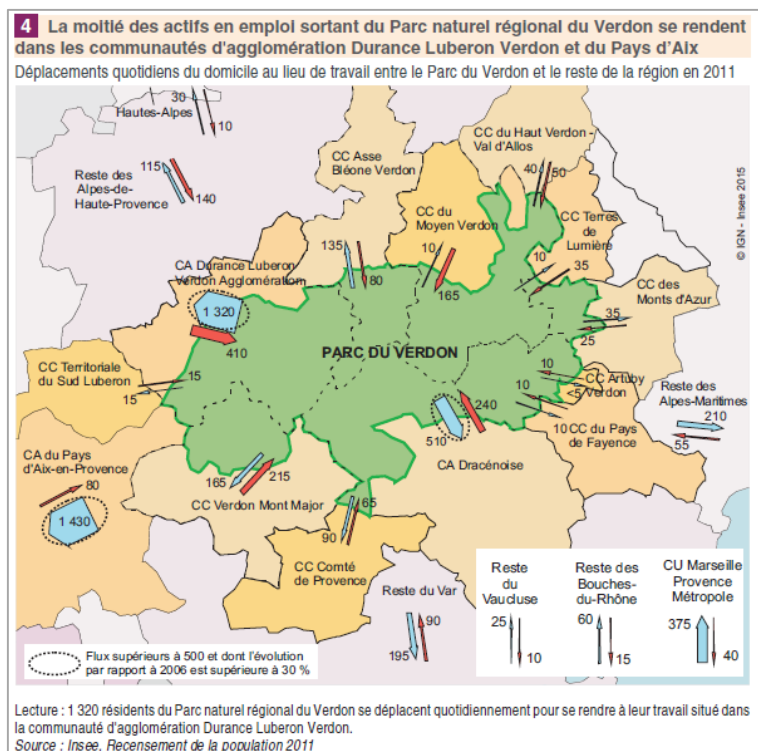 4 La moitié des actifs en emploi sortant du Parc naturel régional du Verdon se rendent
dans les communautés d'agglomération Durance Luberon Verdon et du Pays d'Aix
Déplacements quotidiens du domicile au lieu de travail entre le Parc du Verdon et le reste de la région en 2011
30
Hautes-Alpes
10
CC du Haut Verdon -
Val d'Allos
40
50
CC Asse
Bléone Verdon
115
Reste des
Alpes-de-
Haute-Provence
140
CC du
Moyen Verdon
CC Terres
de
Lumière
© IGN - Insee 2015
135
80
10
165
10
35
CA Durance Luberon
Verdon Agglomération
1 320
410
CC des
Monts d'Azur
35
25
PARC DU VERDON
CC Territoriale
du Sud Luberon
15
15
10
CC Artuby
Verdon
<5
10
10
CC du Pays
de Fayence
Reste des
Alpes-Maritimes
210
55
240
510
CA Dracénoise
CA du Pays
d'Aix-en-Provence
80
1 430
165
215
CC Verdon Mont Major
65
90
CC Comté
de Provence
Reste du Var
90
195
Reste
du
Vaucluse
25
10
Reste des
Bouches-
du-Rhône
60
15
CU Marseille
Provence
Métropole
375
40
Flux supérieurs à 500 et dont l'évolution
par rapport à 2006 est supérieure à 30 %
Lecture : 1 320 résidents du Parc naturel régional du Verdon se déplacent quotidiennement pour se rendre à leur travail situé dans
la communauté d'agglomération Durance Luberon Verdon.
Source : Insee, Recensement de la population 2011